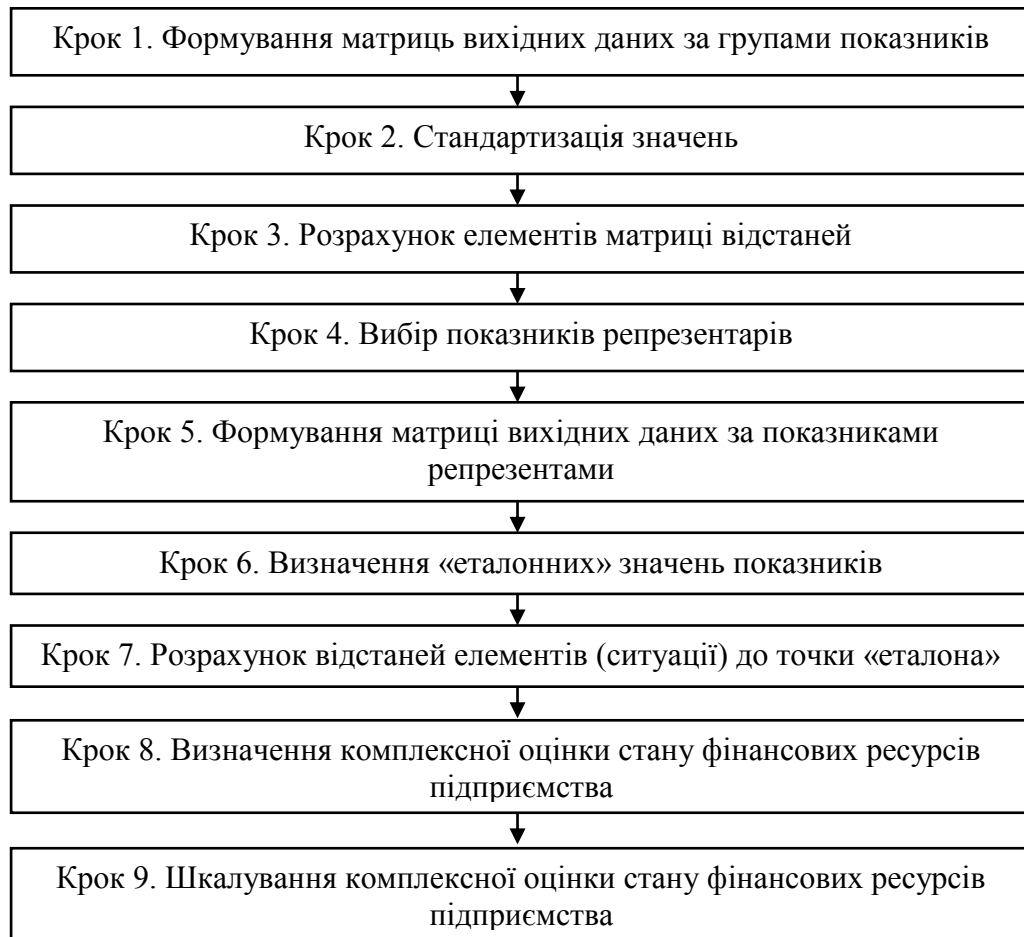 Крок 1. Формування матриць вихідних даних за групами показників
Крок 2. Стандартизація значень
Крок 3. Розрахунок елементів матриці відстаней
Крок 4. Вибір показників репрезентарів
Крок 5. Формування матриці вихідних даних за показниками
репрезентами
Крок 6. Визначення «еталонних» значень показників
Крок 7. Розрахунок відстаней елементів (ситуації) до точки «еталона»
Крок 8. Визначення комплексної оцінки стану фінансових ресурсів
підприємства
Крок 9. Шкалування комплексної оцінки стану фінансових ресурсів
підприємства